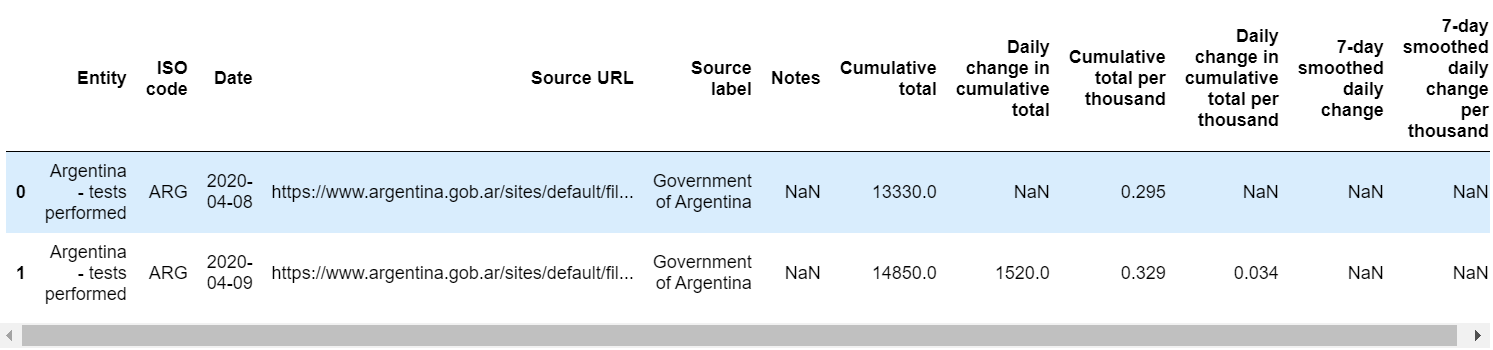 Entity ISO code Date Source URL Source label Notes Cumulative total Daily change in cumulative total Cumulative total per thousand Daily change in cumulative total per thousand 7-day smoothed daily change 7-day smoothed daily change per thousand
0 Argentina - tests performed ARG 2020-04-08 https://www.argentina.gob.ar/sites/default/fil... Government of Argentina NaN 13330.0 NaN 0.295 NaN NaN NaN
1 Argentina - tests performed ARG 2020-04-09 https://www.argentina.gob.ar/sites/default/fil... Government of Argentina NaN 14850.0 1520.0 0.329 0.034 NaN NaN